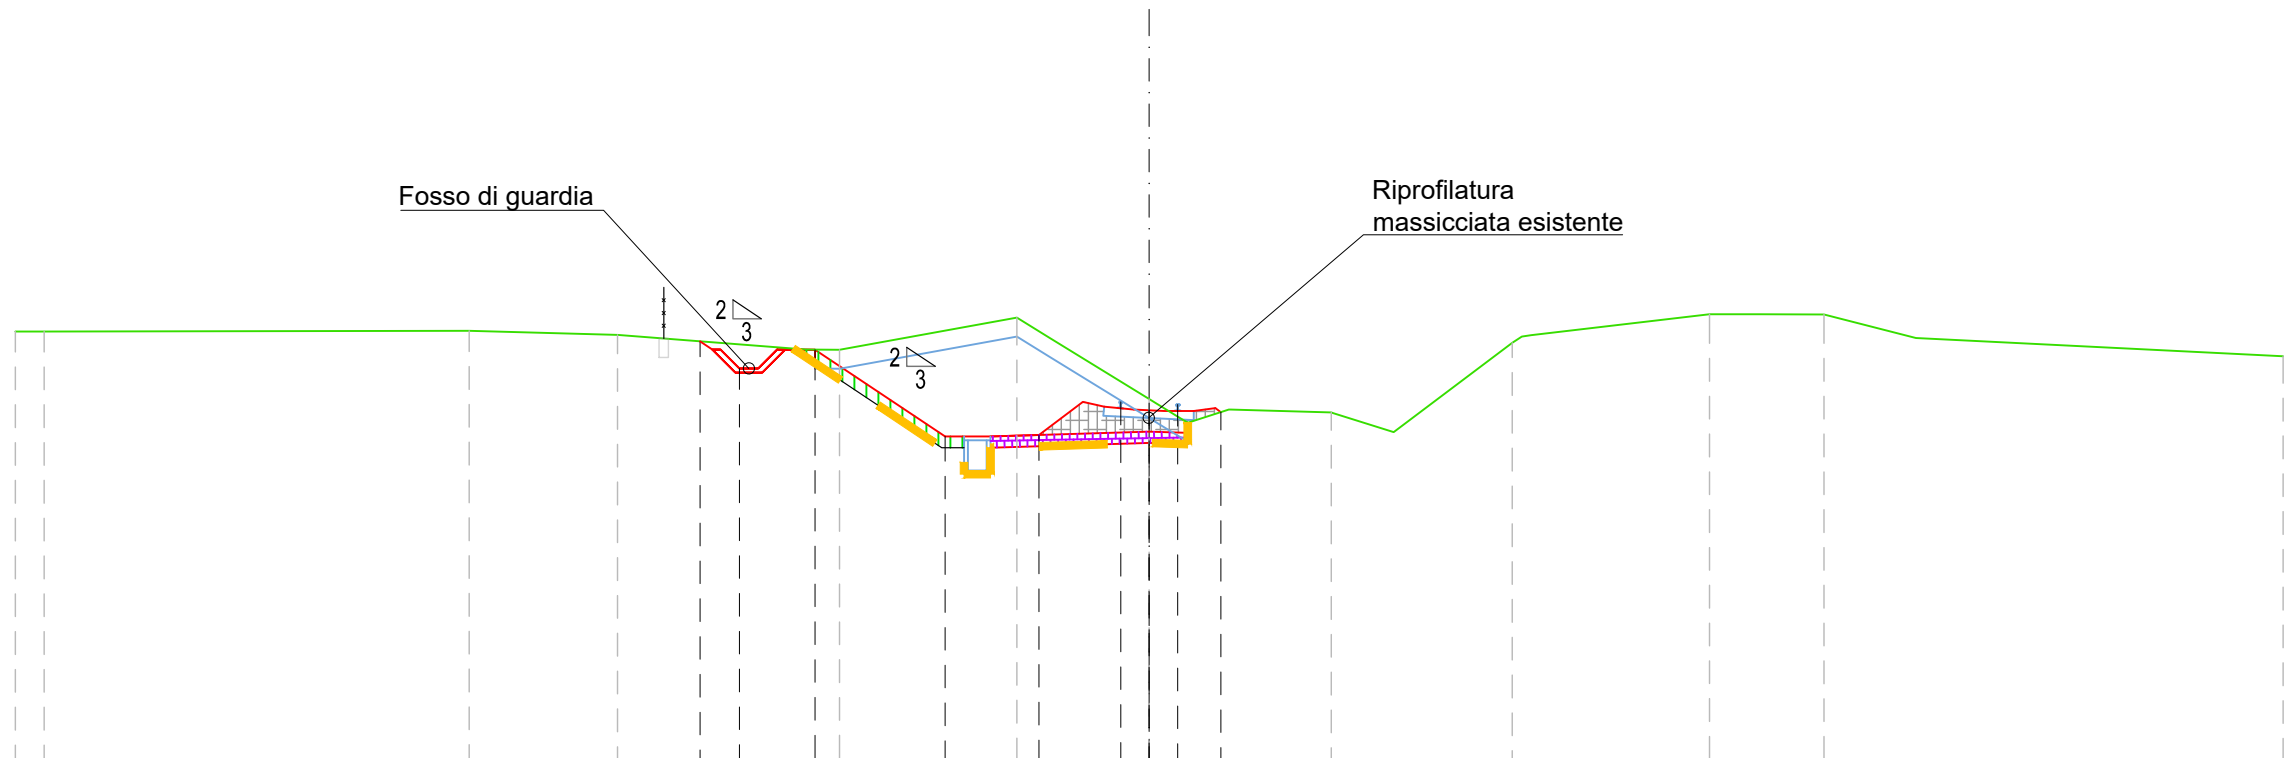 Fosso di guardia
Riprofilatura
massicciata esistente
2
3
2
3